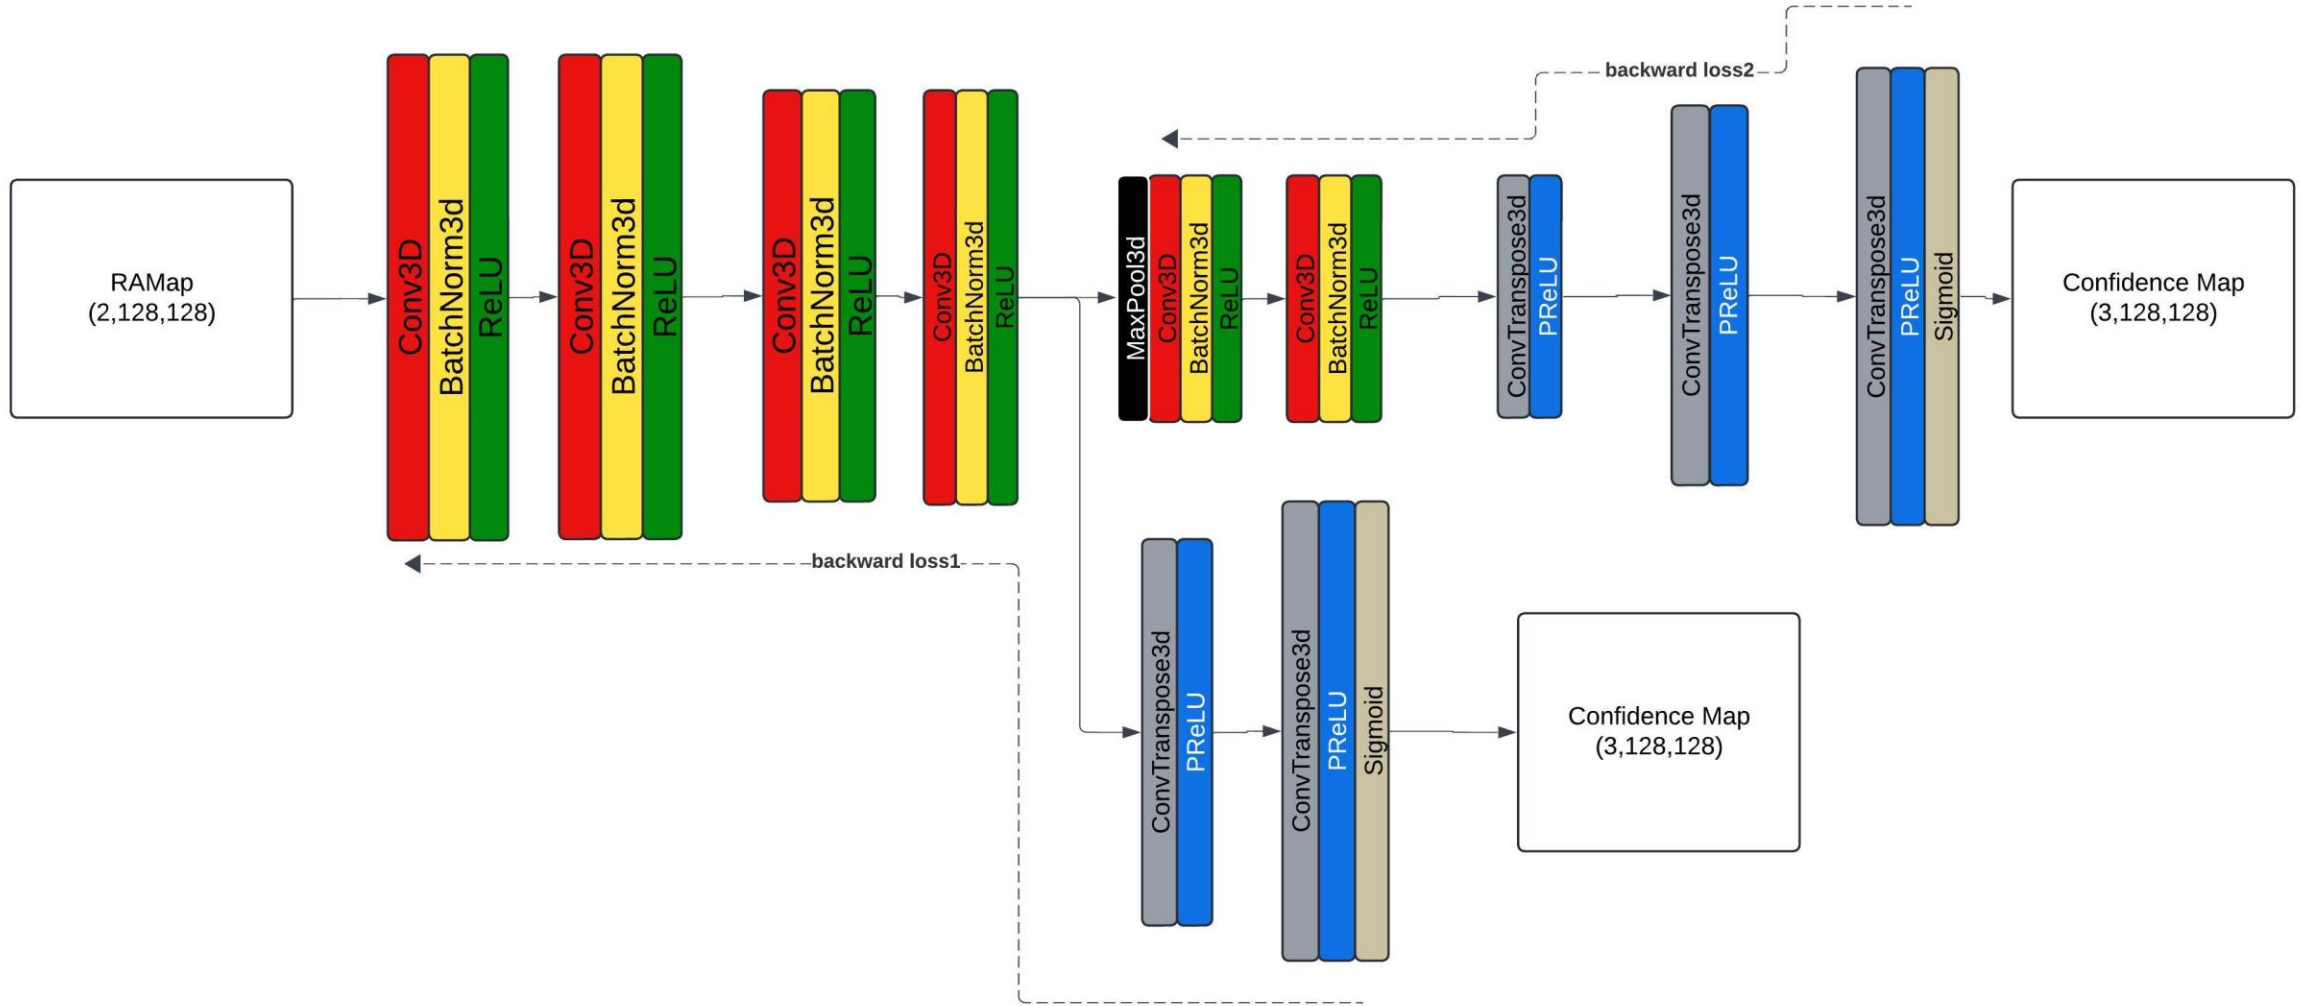 RAMap
(2,128,128)
Conv3D
BatchNorm3d
ReLU
Conv3D
BatchNorm3d
ReLU
Conv3D
BatchNorm3d
ReLU
Conv3D
BatchNorm3d
ReLU
MaxPool3d
Conv3D
BatchNorm3d
ReLU
Conv3D
BatchNorm3d
ReLU
ConvTranspose3d
PReLU
ConvTranspose3d
PReLU
ConvTranspose3d
PReLU
Sigmoid
Confidence Map
(3,128,128)
backward loss2
backward loss1
ConvTranspose3d
PReLU
ConvTranspose3d
PReLU
Sigmoid
Confidence Map
(3,128,128)